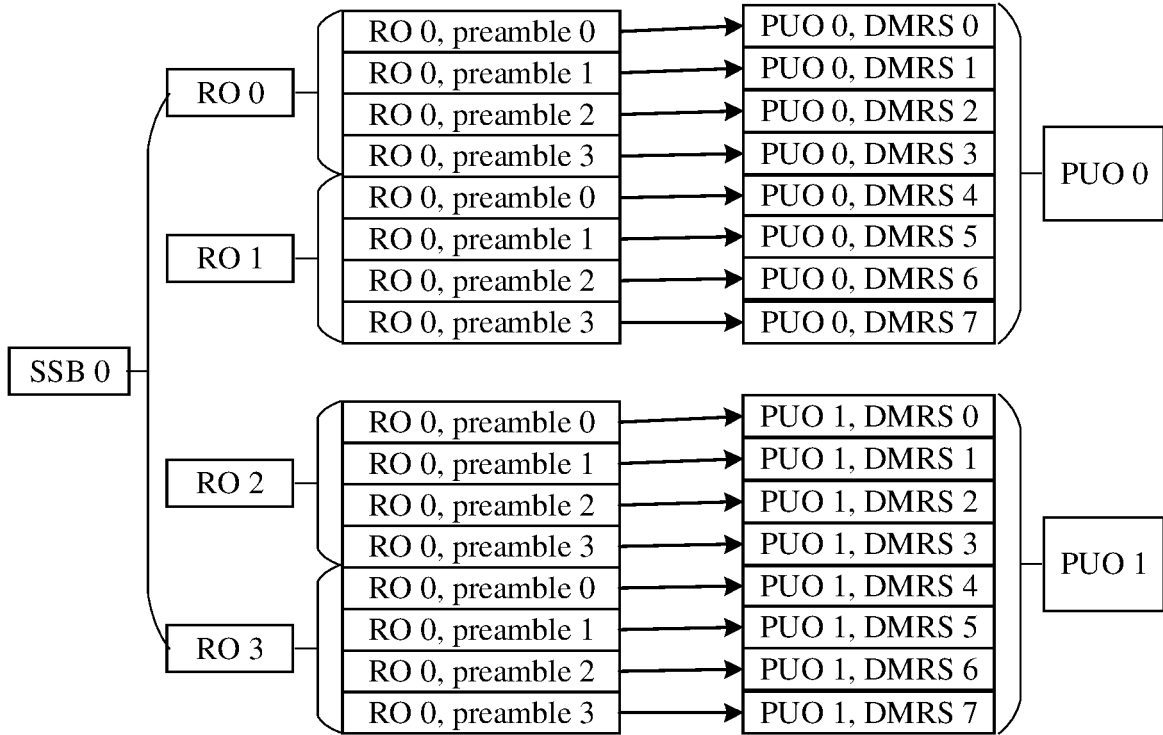 RO 0, preamble 0
PUO 0, DMRS 0
RO 0, preamble 1
PUO 0, DMRS 1
RO 0
RO 0, preamble 2
PUO 0, DMRS 2
RO 0, preamble 3
PUO 0, DMRS 3
PUO 0
RO 0, preamble 0
PUO 0, DMRS 4
RO 0, preamble 1
PUO 0, DMRS 5
RO 1
RO 0, preamble 2
PUO 0, DMRS 6
RO 0, preamble 3
PUO 0, DMRS 7
SSB 0
RO 0, preamble 0
PUO 1, DMRS 0
RO 0, preamble 1
PUO 1, DMRS 1
RO 2
RO 0, preamble 2
PUO 1, DMRS 2
RO 0, preamble 3
PUO 1, DMRS 3
PUO 1
RO 0, preamble 0
PUO 1, DMRS 4
RO 0, preamble 1
PUO 1, DMRS 5
RO 3
RO 0, preamble 2
PUO 1, DMRS 6
RO 0, preamble 3
PUO 1, DMRS 7